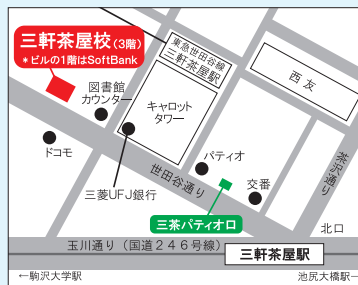 三軒茶屋校(3階)
*ビルの1階はSoftBank
東急世田谷線
三軒茶屋駅
西友
図書館
カウンター
キャロット
タワー
ドコモ
三菱UFJ銀行
世田谷通り
パティオ
茶沢通り
交番
三茶パティオ口
北口
玉川通り(国道246号線)
三軒茶屋駅
←駒沢大学駅
池尻大橋駅→